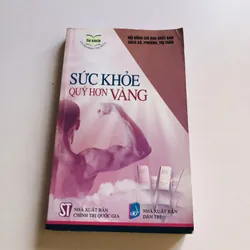 HỘI ĐỒNG CHỈ ĐẠO XUẤT BẢN
SÁCH XÃ, PHƯỜNG, THỊ TRẤN
SỨC KHỎE
QUÝ HƠN VÀNG
ST
NHÀ XUẤT BẢN
CHÍNH TRỊ QUỐC GIA
NHÀ XUẤT BẢN
DÂN TRÍ